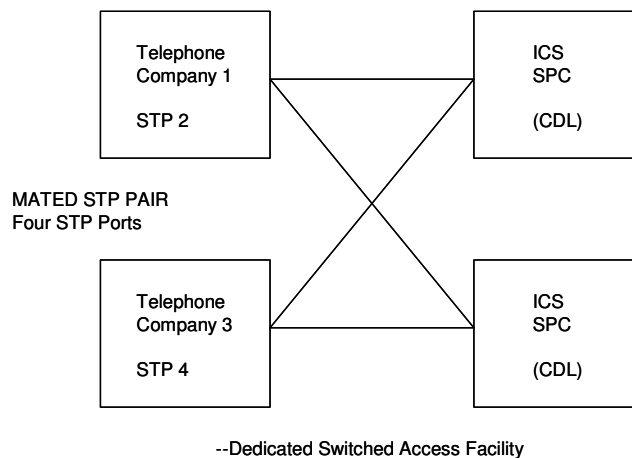 Telephone
Company 1
STP 2
ICS
SPC
(CDL)
MATED STP PAIR
Four STP Ports
Telephone
Company 3
STP 4
ICS
SPC
(CDL)
--Dedicated Switched Access Facility